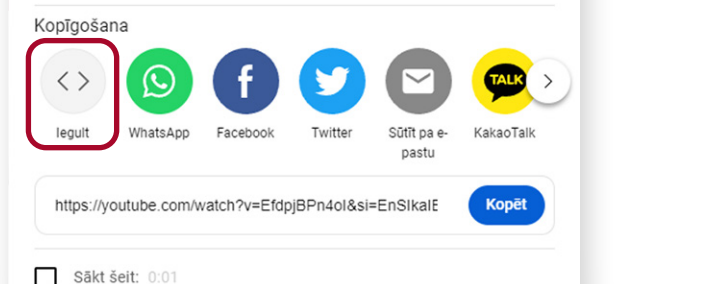 Kopīgošana
Iegult
WhatsApp
Facebook
Twitter
Sūtīt pa e-
pastu
KakaoTalk
TALK
https://youtube.com/watch?v=EfdpjBPn4oI&si=EnSIkalE
Kopēt
Sākt šeit: 0:01